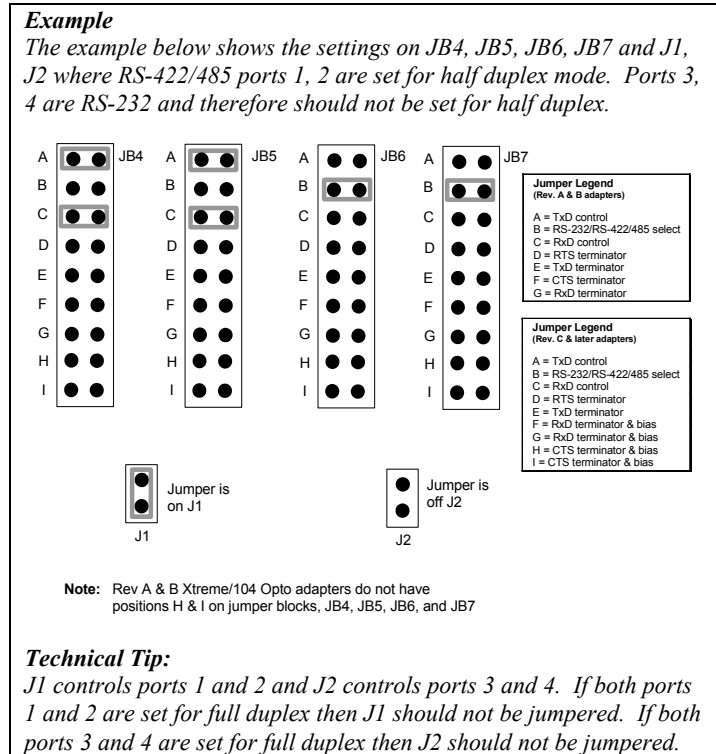 Example
The example below shows the settings on JB4, JB5, JB6, JB7 and J1,
J2 where RS-422/485 ports 1, 2 are set for half duplex mode. Ports 3,
4 are RS-232 and therefore should not be set for half duplex.
A JB4 A JB5 A JB6 A JB7
B B B B
C C C C
D D D D
E E E E
F F F F
G G G G
H H H H
I I I I
Jumper Legend
(Rev. A & B adapters)
A = TxD control
B = RS-232/RS-422/485 select
C = RxD control
D = RTS terminator
E = TxD terminator
F = CTS terminator
G = RxD terminator
Jumper Legend
(Rev. C & later adapters)
A = TxD control
B = RS-232/RS-422/485 select
C = RxD control
D = RTS terminator
E = TxD terminator
F = RxD terminator & bias
G = RxD terminator & bias
H = CTS terminator & bias
I = CTS terminator & bias
Jumper is
on J1
J1
Jumper is
off J2
J2
Note: Rev A & B Xtreme/104 Opto adapters do not have
positions H & I on jumper blocks, JB4, JB5, JB6, and JB7
Technical Tip:
J1 controls ports 1 and 2 and J2 controls ports 3 and 4. If both ports
1 and 2 are set for full duplex then J1 should not be jumpered. If both
ports 3 and 4 are set for full duplex then J2 should not be jumpered.